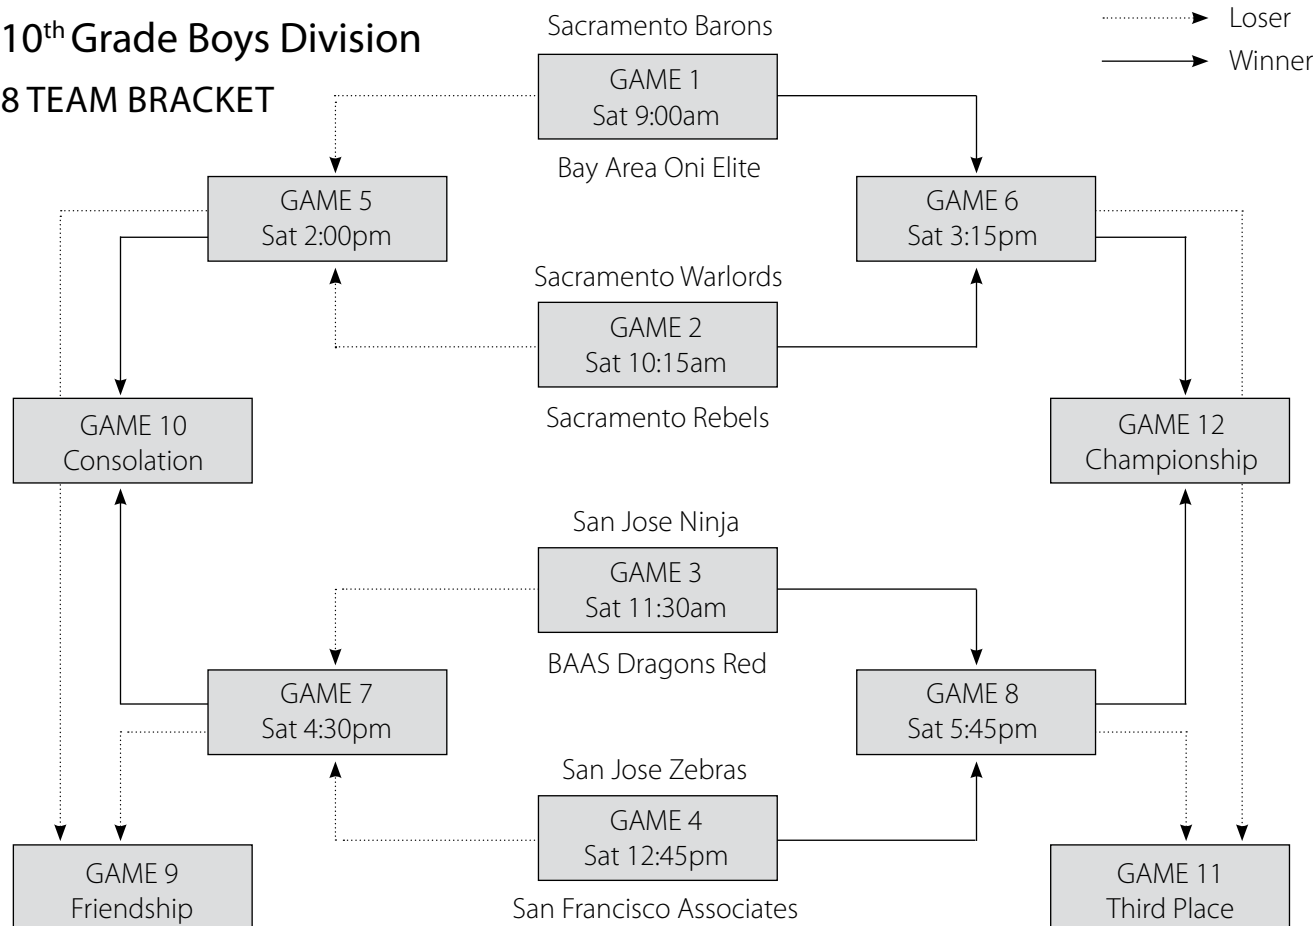 10th Grade Boys Division
8 TEAM BRACKET
Loser
Winner
Sacramento Barons
GAME 1
Sat 9:00am
Bay Area Oni Elite
GAME 5
Sat 2:00pm
GAME 6
Sat 3:15pm
Sacramento Warlords
GAME 2
Sat 10:15am
Sacramento Rebels
GAME 10
Consolation
GAME 12
Championship
San Jose Ninja
GAME 3
Sat 11:30am
BAAS Dragons Red
GAME 7
Sat 4:30pm
GAME 8
Sat 5:45pm
San Jose Zebras
GAME 4
Sat 12:45pm
San Francisco Associates
GAME 9
Friendship
GAME 11
Third Place